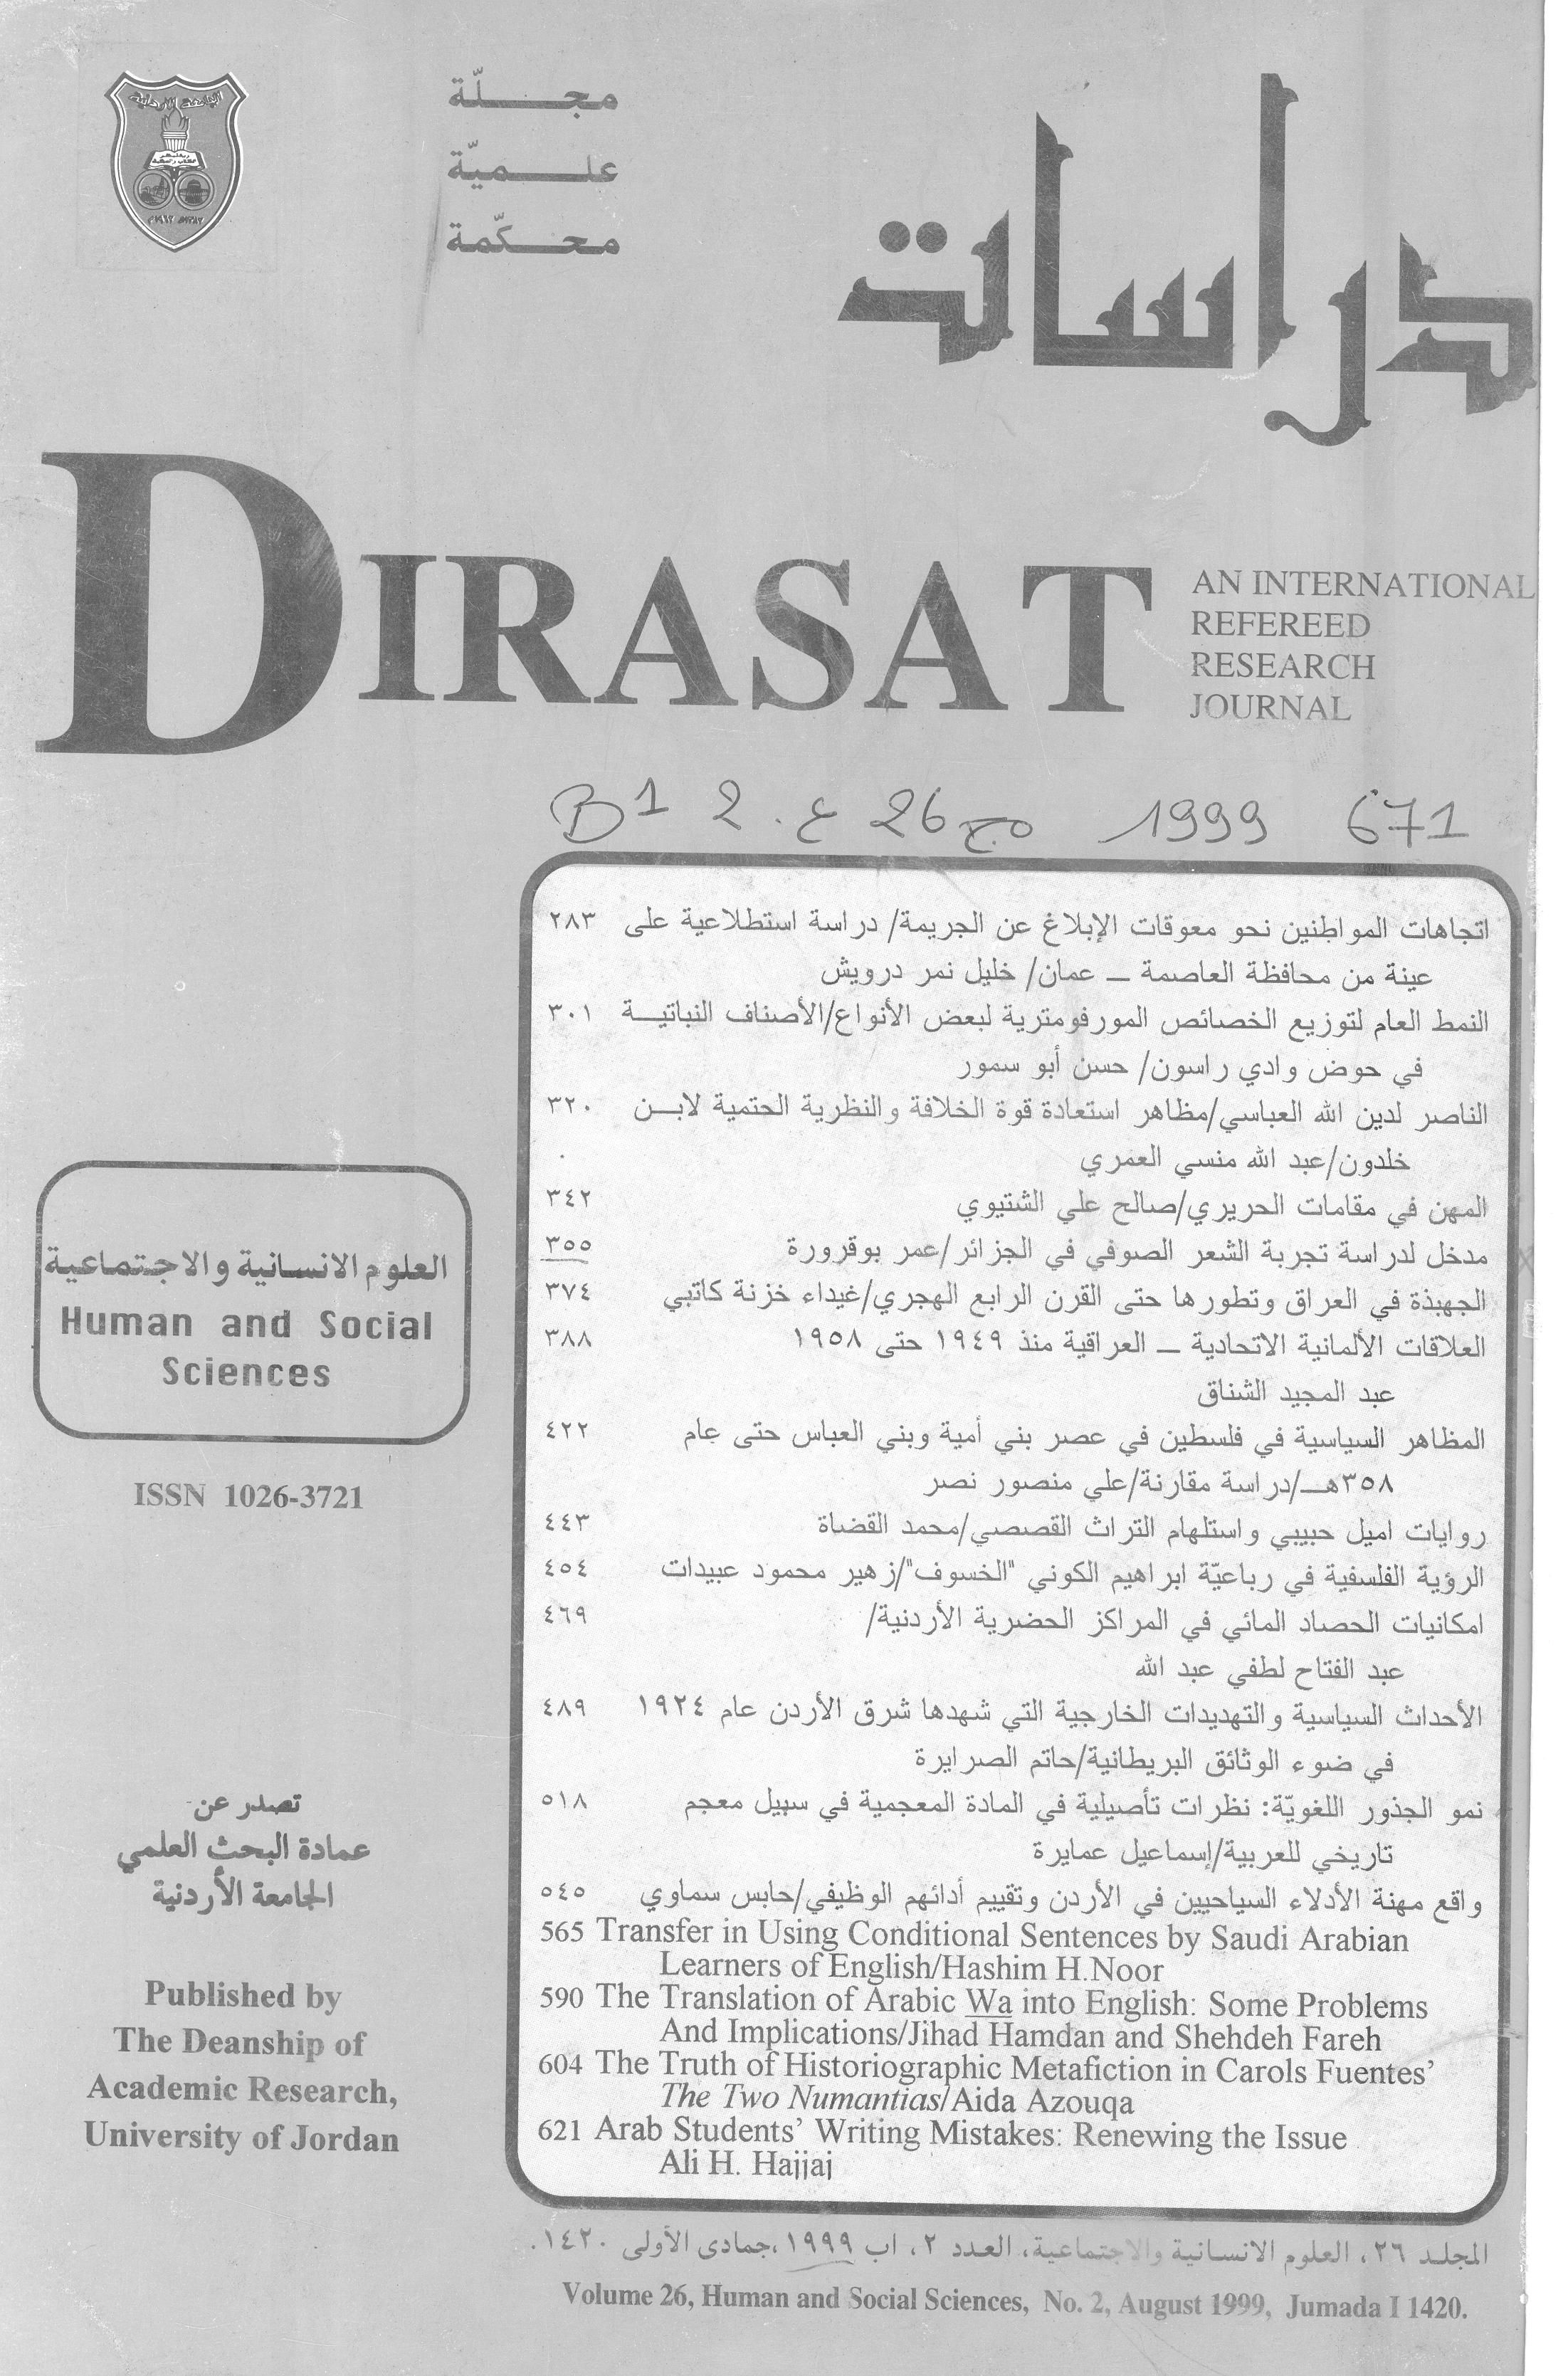 مجلّة
علميّة
محكّمة
دراسات
DIRASAT
AN INTERNATIONAL
REFEREED
RESEARCH
JOURNAL
B1 2 ع. 26 مج 1999 671
اتجاهات المواطنين نحو معوقات الإبلاغ عن الجريمة/ دراسة استطلاعية على ٢٨٣
عينة من محافظة العاصمة – عمان/ خليل نمر درويش
النمط العام لتوزيع الخصائص المورفومترية لبعض الأنواع/الأصناف النباتيـــة ٣٠١
في حوض وادي راسون/ حسن أبو سمور
الناصر لدين الله العباسي/مظاهر استعادة قوة الخلافة والنظرية الحتمية لابـــن ٣٢٠
خلدون/عبد الله منسي العمري
المهن في مقامات الحريري/صالح علي الشتيوي ٣٤٢
مدخل لدراسة تجربة الشعر الصوفي في الجزائر/عمر بوقرورة ٣٥٥
الجهبذة في العراق وتطورها حتى القرن الرابع الهجري/غيداء خزنة كاتبي ٣٧٤
العلاقات الألمانية الاتحادية – العراقية منذ ١٩٤٩ حتى ١٩٥٨ ٣٨٨
عبد المجيد الشناق
المظاهر السياسية في فلسطين في عصر بني أمية وبني العباس حتى عام ٤٢٢
٣٥٨هـ/دراسة مقارنة/علي منصور نصر
روايات اميل حبيبي واستلهام التراث القصصي/محمد القضاة ٤٤٣
الرؤية الفلسفية في رباعيّة ابراهيم الكوني "الخسوف"/زهير محمود عبيدات ٤٥٤
امكانيات الحصاد المائي في المراكز الحضرية الأردنية/ ٤٦٩
عبد الفتاح لطفي عبد الله
الأحداث السياسية والتهديدات الخارجية التي شهدها شرق الأردن عام ١٩٢٤ ٤٨٩
في ضوء الوثائق البريطانية/حاتم الصرايرة
نمو الجذور اللغويّة: نظرات تأصيلية في المادة المعجمية في سبيل معجم ٥١٨
تاريخي للعربية/إسماعيل عمايرة
واقع مهنة الأدلاء السياحيين في الأردن وتقييم أدائهم الوظيفي/حابس سماوي ٥٤٥
565 Transfer in Using Conditional Sentences by Saudi Arabian
Learners of English/Hashim H.Noor
590 The Translation of Arabic Wa into English: Some Problems
And Implications/Jihad Hamdan and Shehdeh Fareh
604 The Truth of Historiographic Metafiction in Carols Fuentes'
The Two Numantias/Aida Azouqa
621 Arab Students' Writing Mistakes: Renewing the Issue
Ali H. Hajjaj
العلوم الانسانية والاجتماعية
Human and Social
Sciences
ISSN 1026-3721
تصدر عن
عمادة البحث العلمي
الجامعة الأردنية
Published by
The Deanship of
Academic Research,
University of Jordan
المجلد ٢٦، العلوم الانسانية والاجتماعية، العدد ٢، اب ١٩٩٩، جمادى الأولى ١٤٢٠.
Volume 26, Human and Social Sciences, No. 2, August 1999, Jumada I 1420.